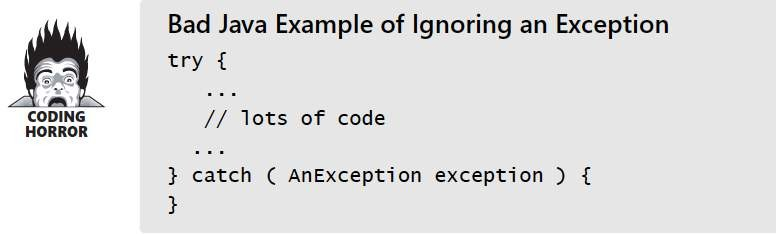 CODING
HORROR
Bad Java Example of Ignoring an Exception
try {
...
// lots of code
...
} catch ( AnException exception ) {
}